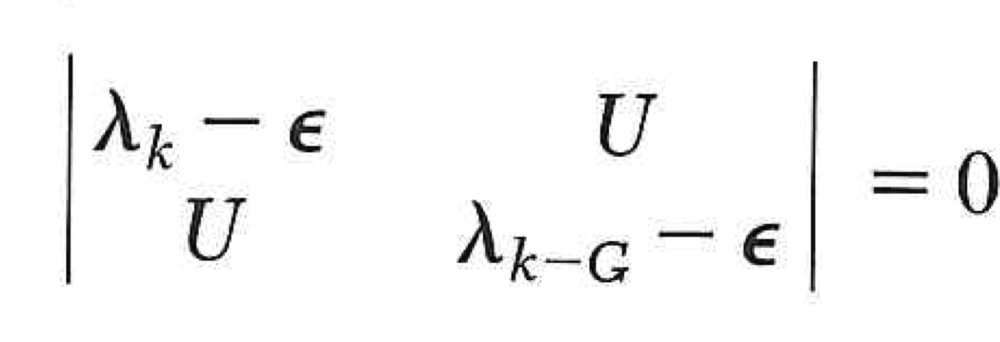 | λ_k − ϵ U |
| U λ_{k−G} − ϵ | = 0